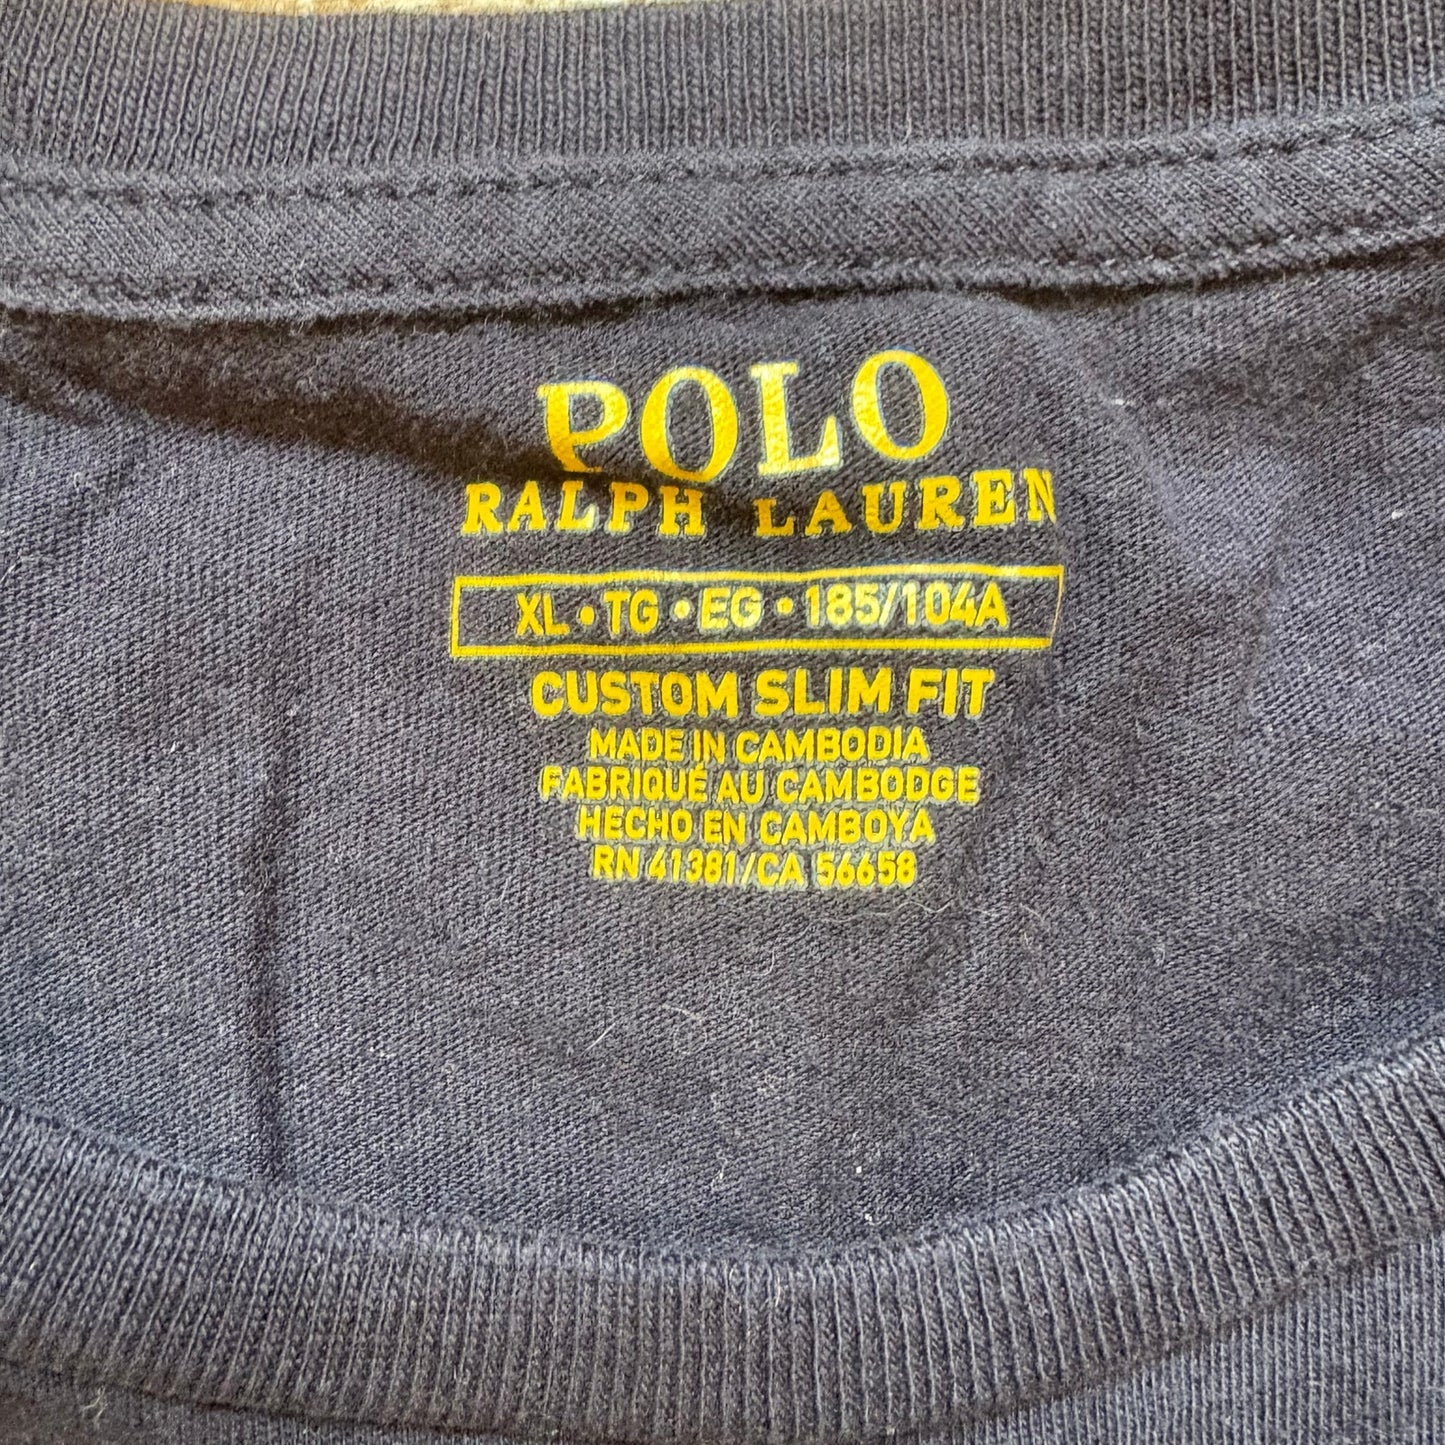 POLO
RALPH LAUREN
XL • TG • EG • 185/104A
CUSTOM SLIM FIT
MADE IN CAMBODIA
FABRIQUÉ AU CAMBODGE
HECHO EN CAMBOYA
RN 41381/CA 56658